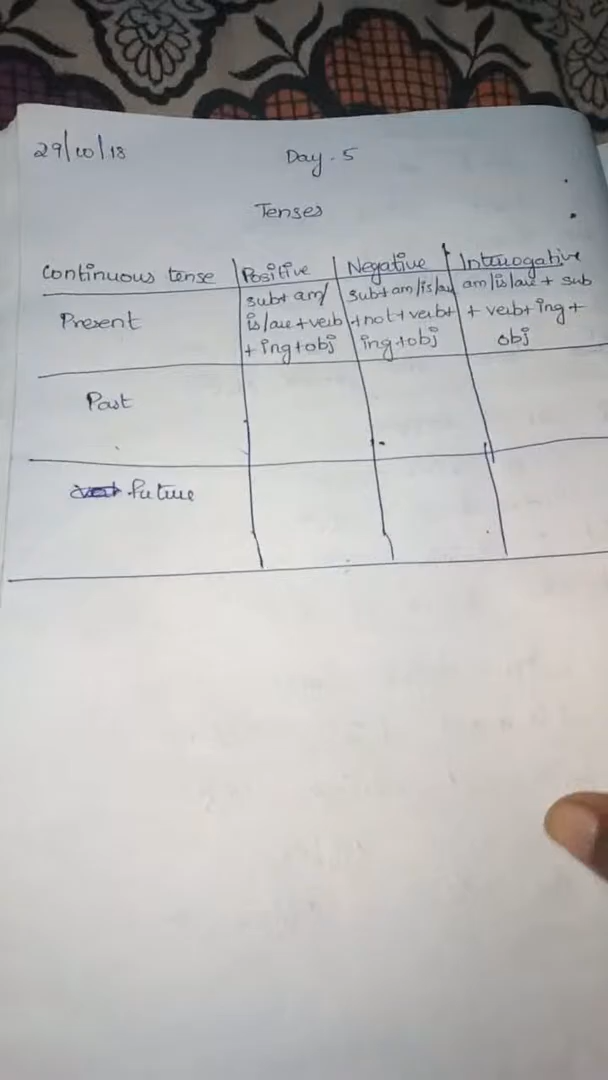 29/10/18
Day. 5
Tenses
Continuous tense | Positive | Negative | Interrogative
Present | sub+ am/ is/are + verb + ing + obj | sub + am/is/are + not + verb + ing + obj | am/is/are + sub + verb + ing + obj
Past
Future